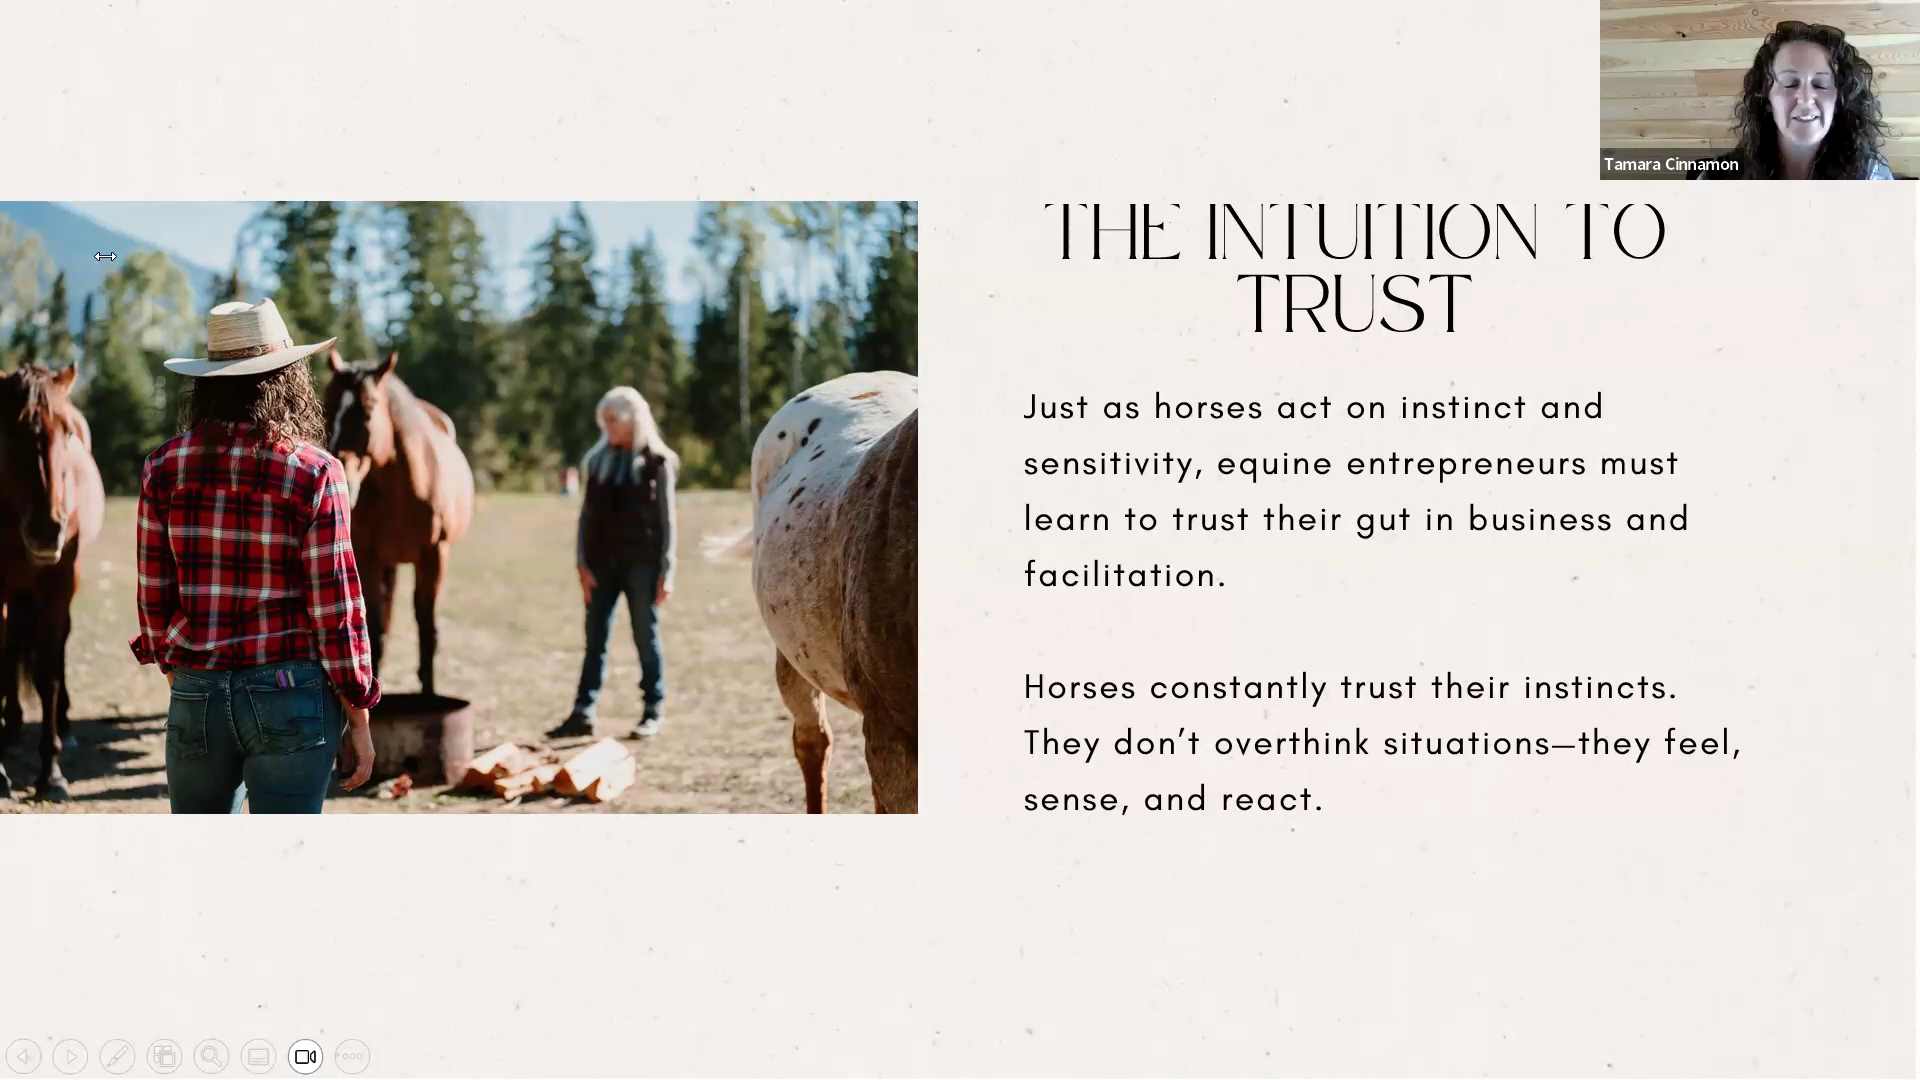 Tamara Cinnamon
THE INTUITION TO
TRUST
Just as horses act on instinct and
sensitivity, equine entrepreneurs must
learn to trust their gut in business and
facilitation.
Horses constantly trust their instincts.
They don’t overthink situations—they feel,
sense, and react.